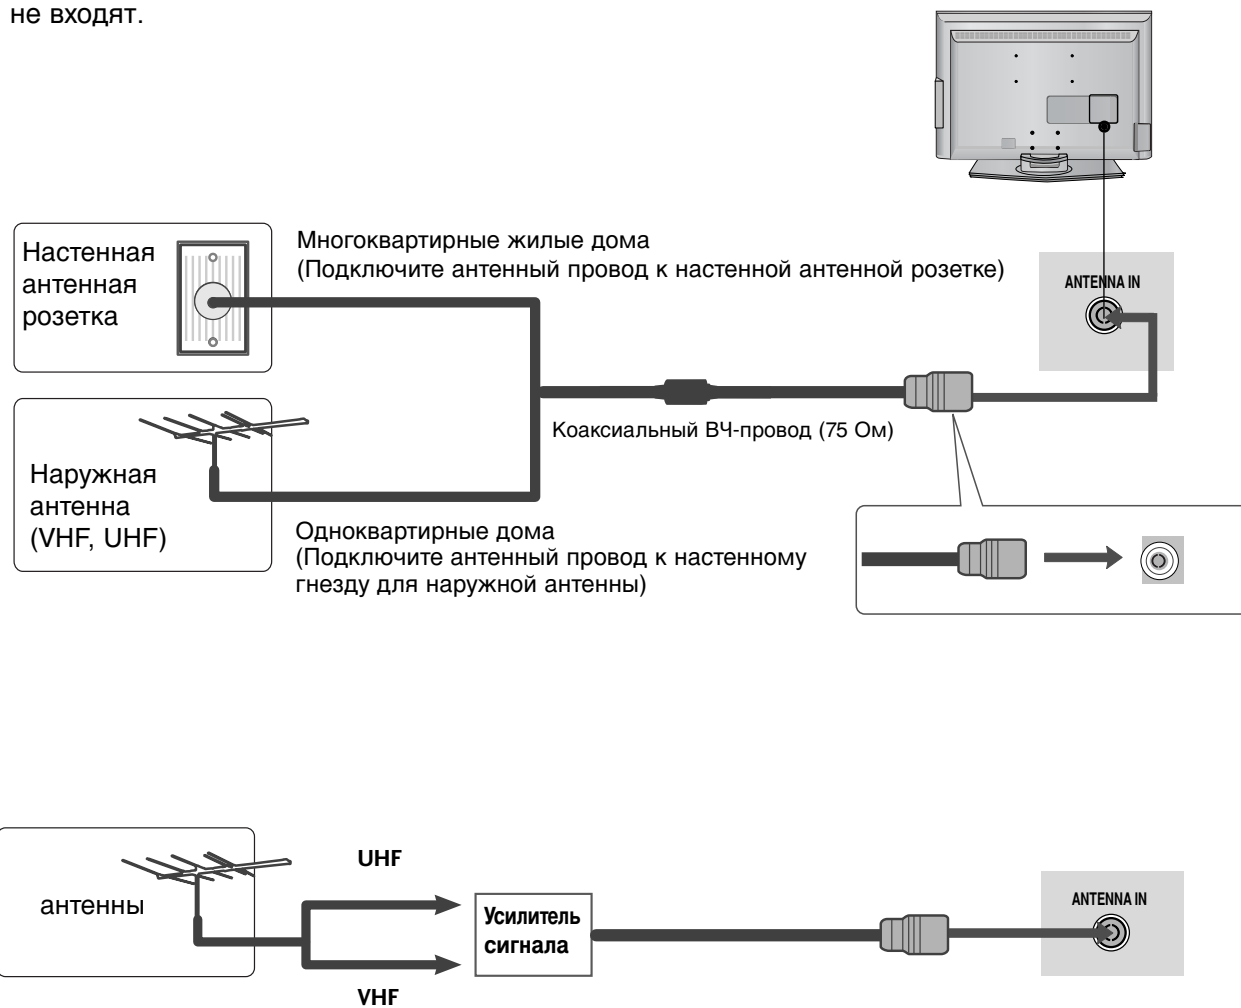 не входят.
Настенная
антенная
розетка
Многоквартирные жилые дома
(Подключите антенный провод к настенной антенной розетке)
ANTENNA IN
Коаксиальный ВЧ-провод (75 Ом)
Наружная
антенна
(VHF, UHF)
Одноквартирные дома
(Подключите антенный провод к настенному
гнезду для наружной антенны)
антенны
UHF
VHF
Усилитель
сигнала
ANTENNA IN